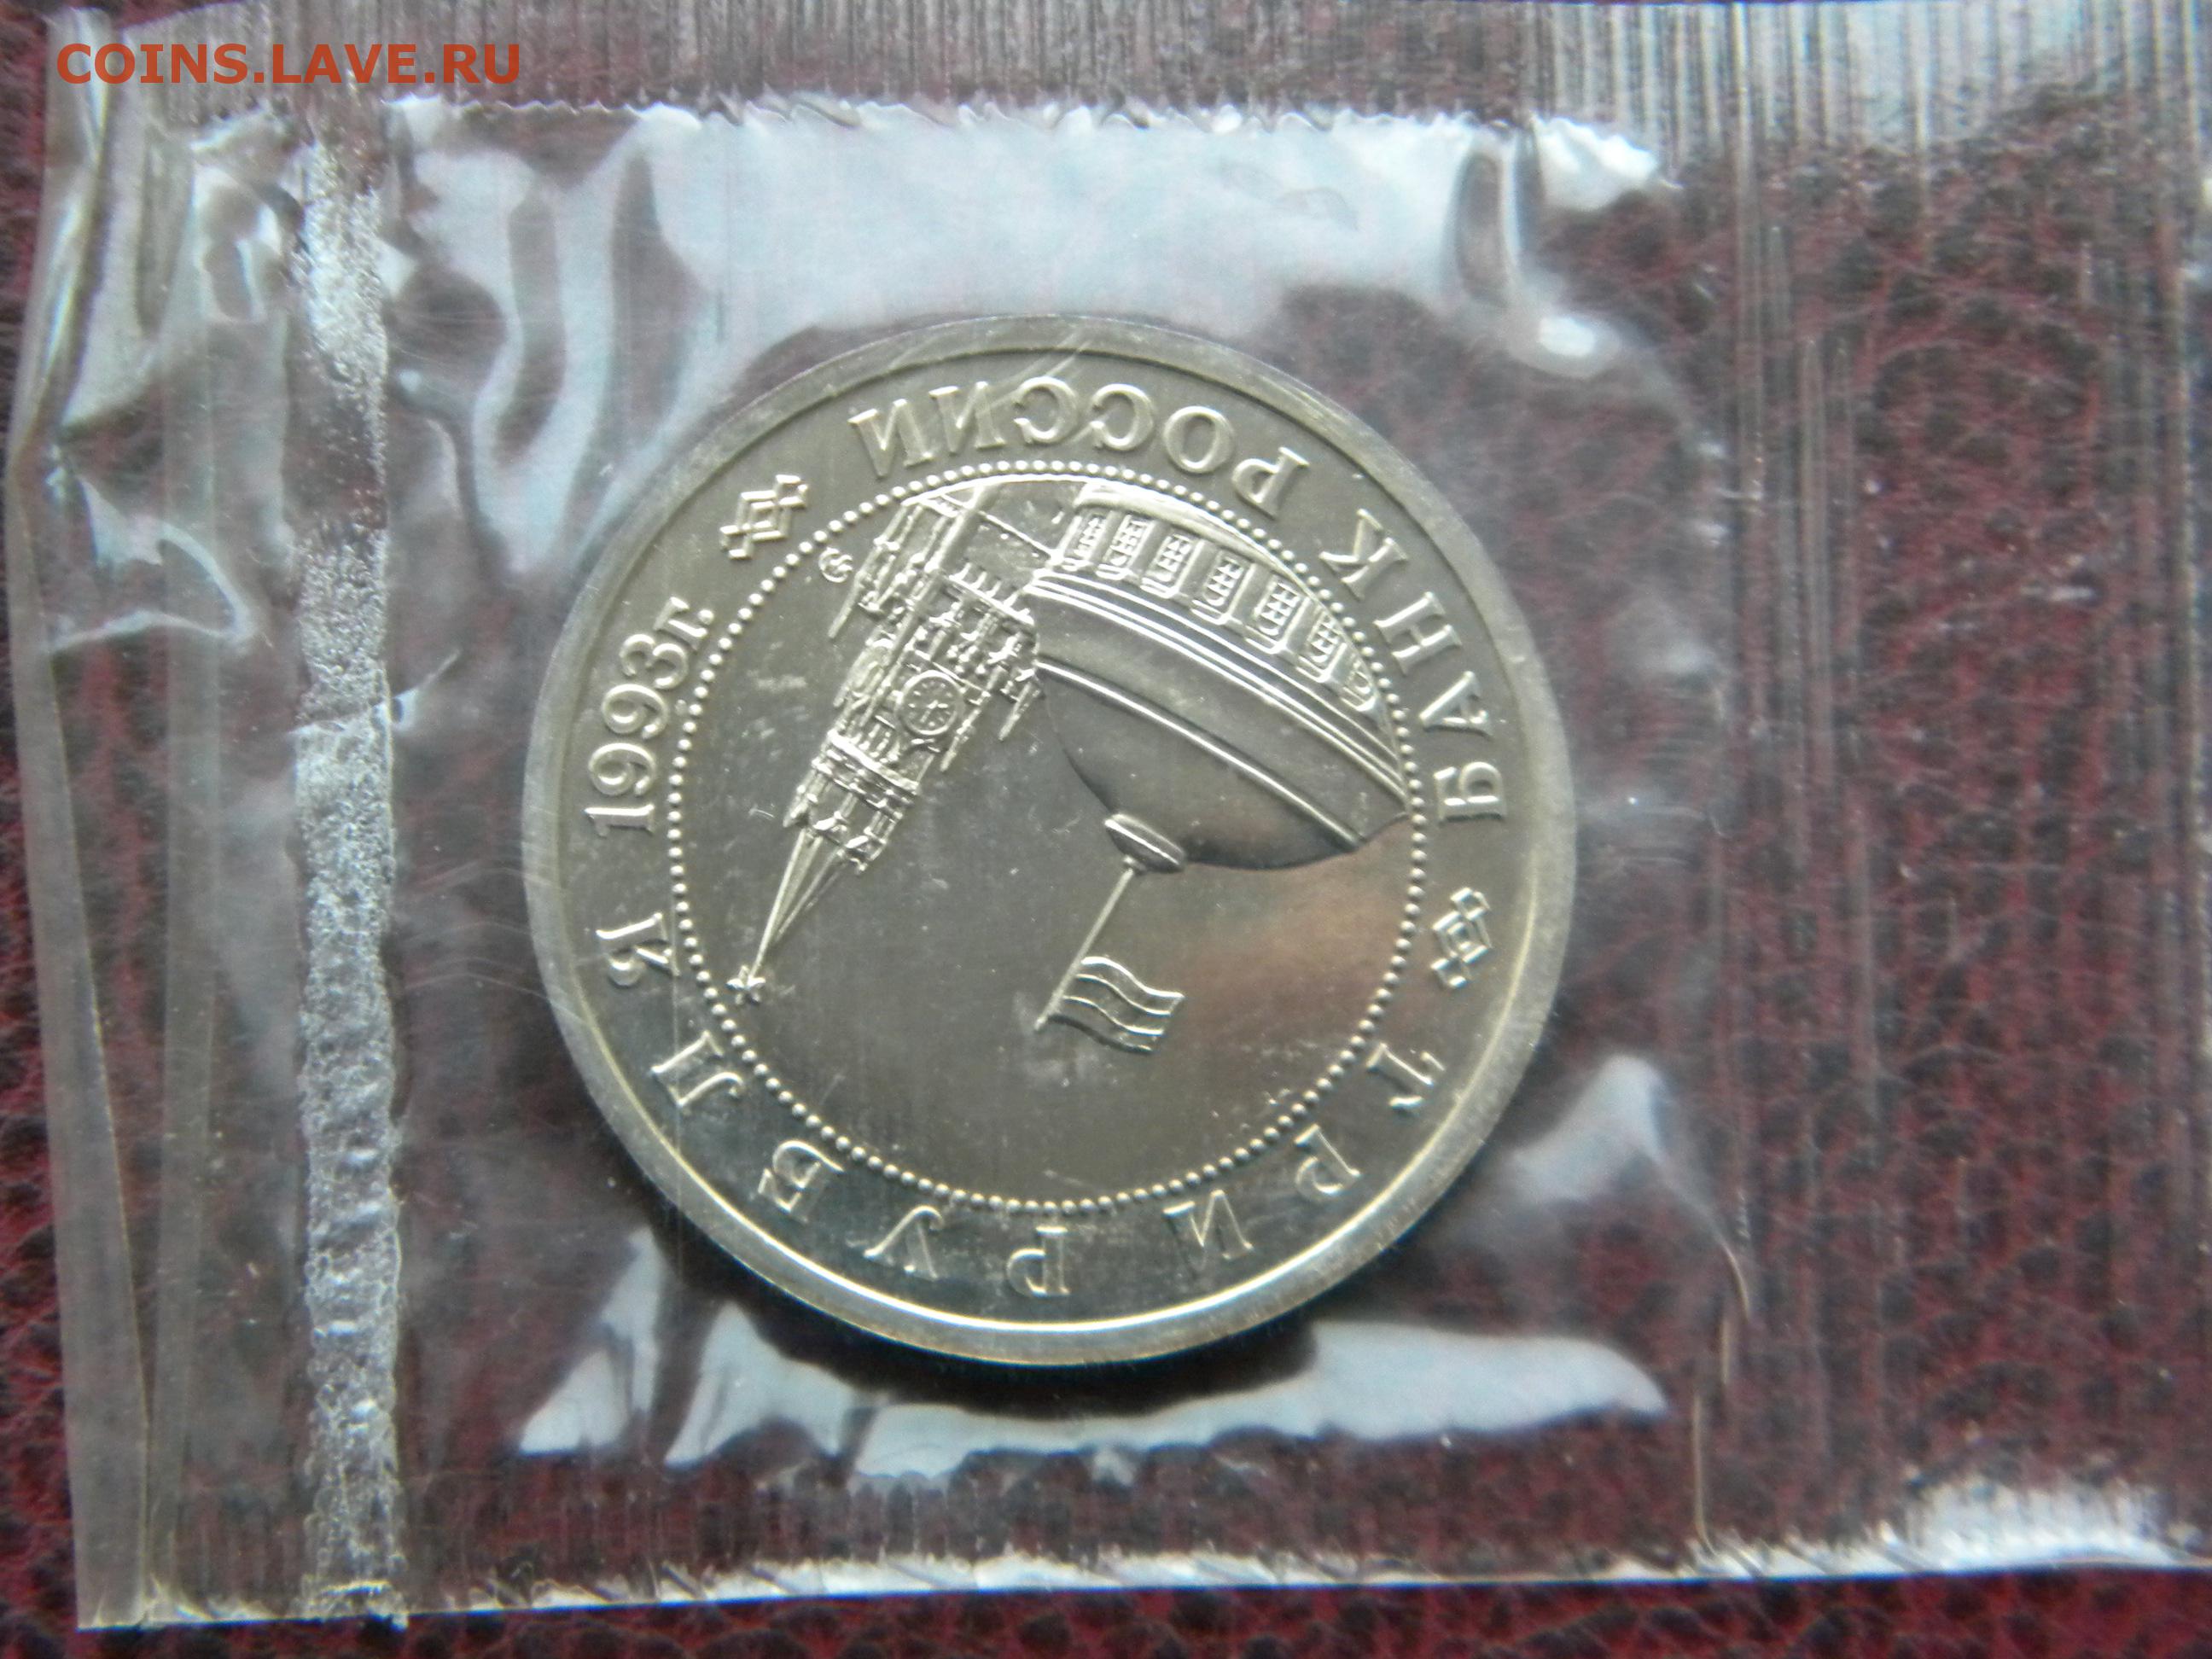 COINS.LAVE.RU
БАНК РОССИИ
1993г.
ТРИ РУБЛЯ